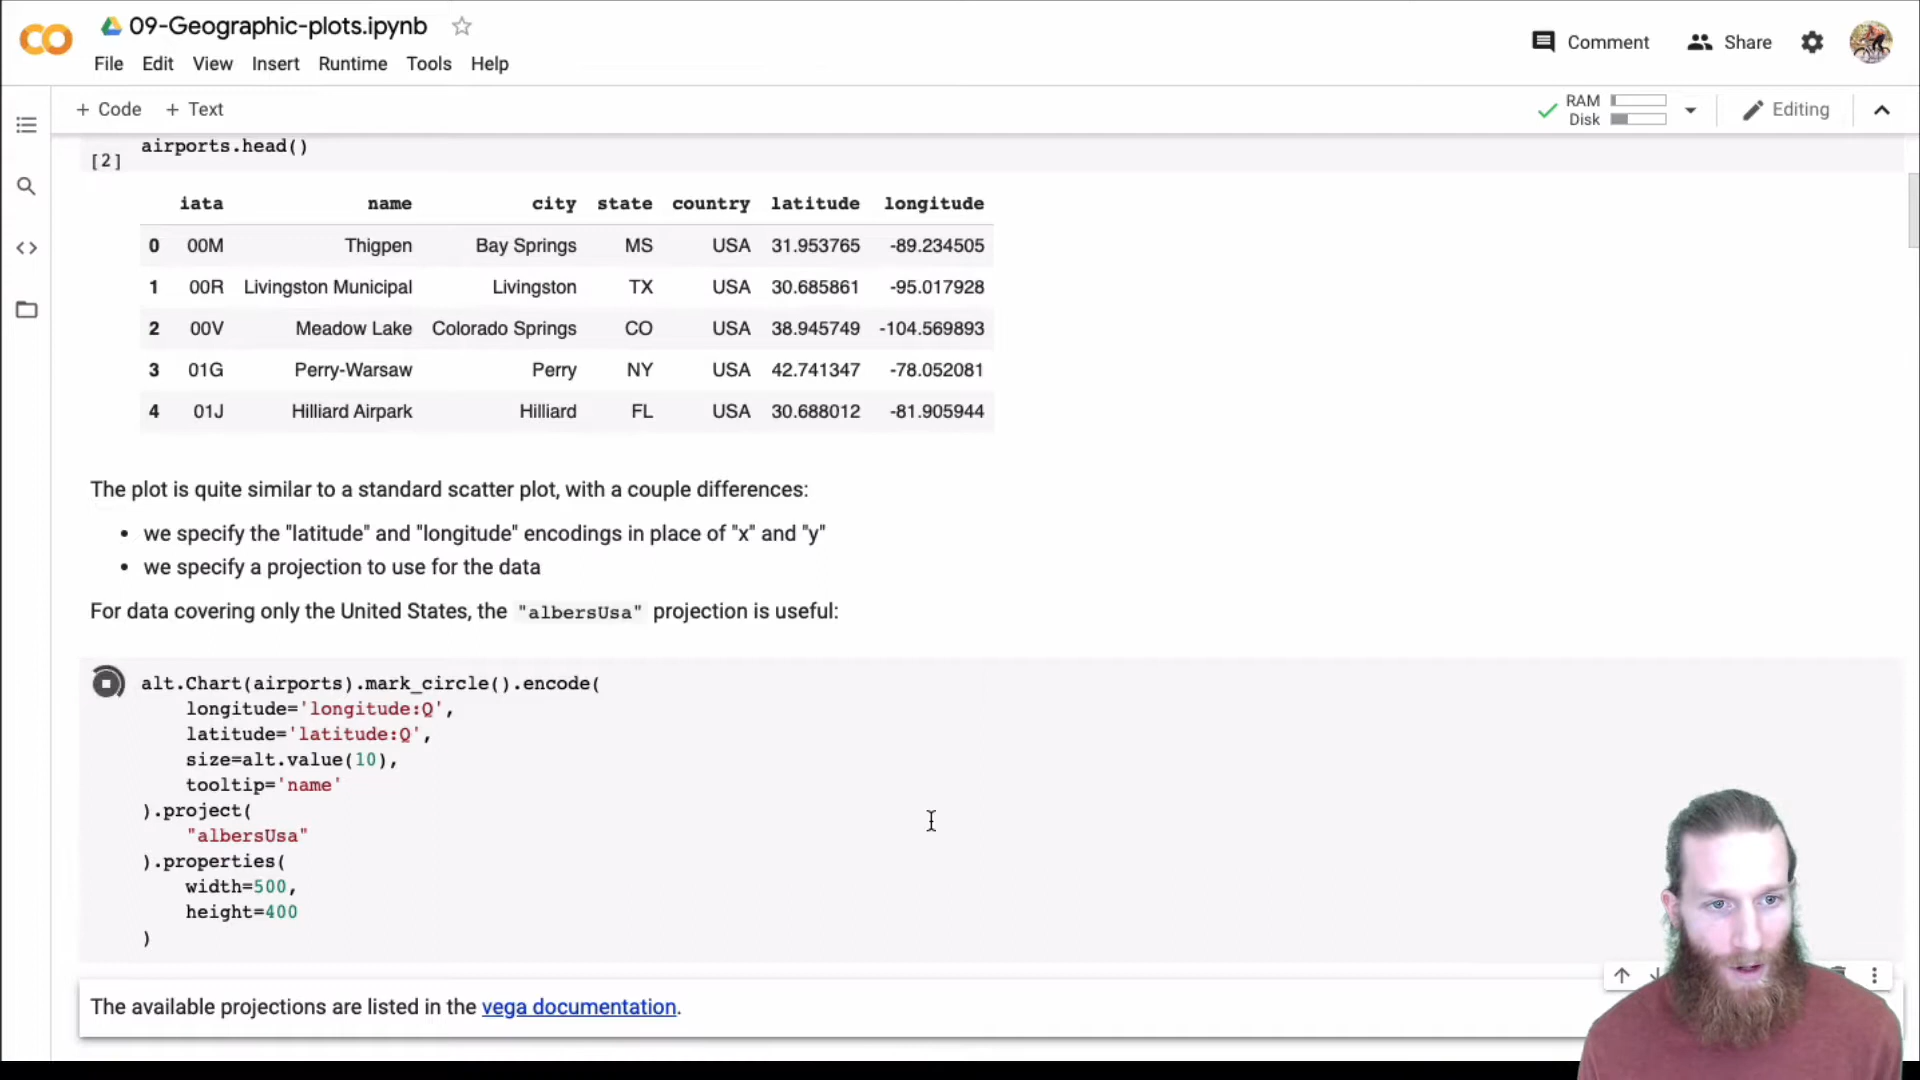 09-Geographic-plots.ipynb
File Edit View Insert Runtime Tools Help
Comment Share
+ Code + Text
RAM
Disk
Editing
airports.head()
[2]
iata name city state country latitude longitude
0 00M Thigpen Bay Springs MS USA 31.953765 -89.234505
1 00R Livingston Municipal Livingston TX USA 30.685861 -95.017928
2 00V Meadow Lake Colorado Springs CO USA 38.945749 -104.569893
3 01G Perry-Warsaw Perry NY USA 42.741347 -78.052081
4 01J Hilliard Airpark Hilliard FL USA 30.688012 -81.905944
The plot is quite similar to a standard scatter plot, with a couple differences:
• we specify the "latitude" and "longitude" encodings in place of "x" and "y"
• we specify a projection to use for the data
For data covering only the United States, the "albersUsa" projection is useful:
alt.Chart(airports).mark_circle().encode(
longitude='longitude:Q',
latitude='latitude:Q',
size=alt.value(10),
tooltip='name'
).project(
"albersUsa"
).properties(
width=500,
height=400
)
The available projections are listed in the vega documentation.